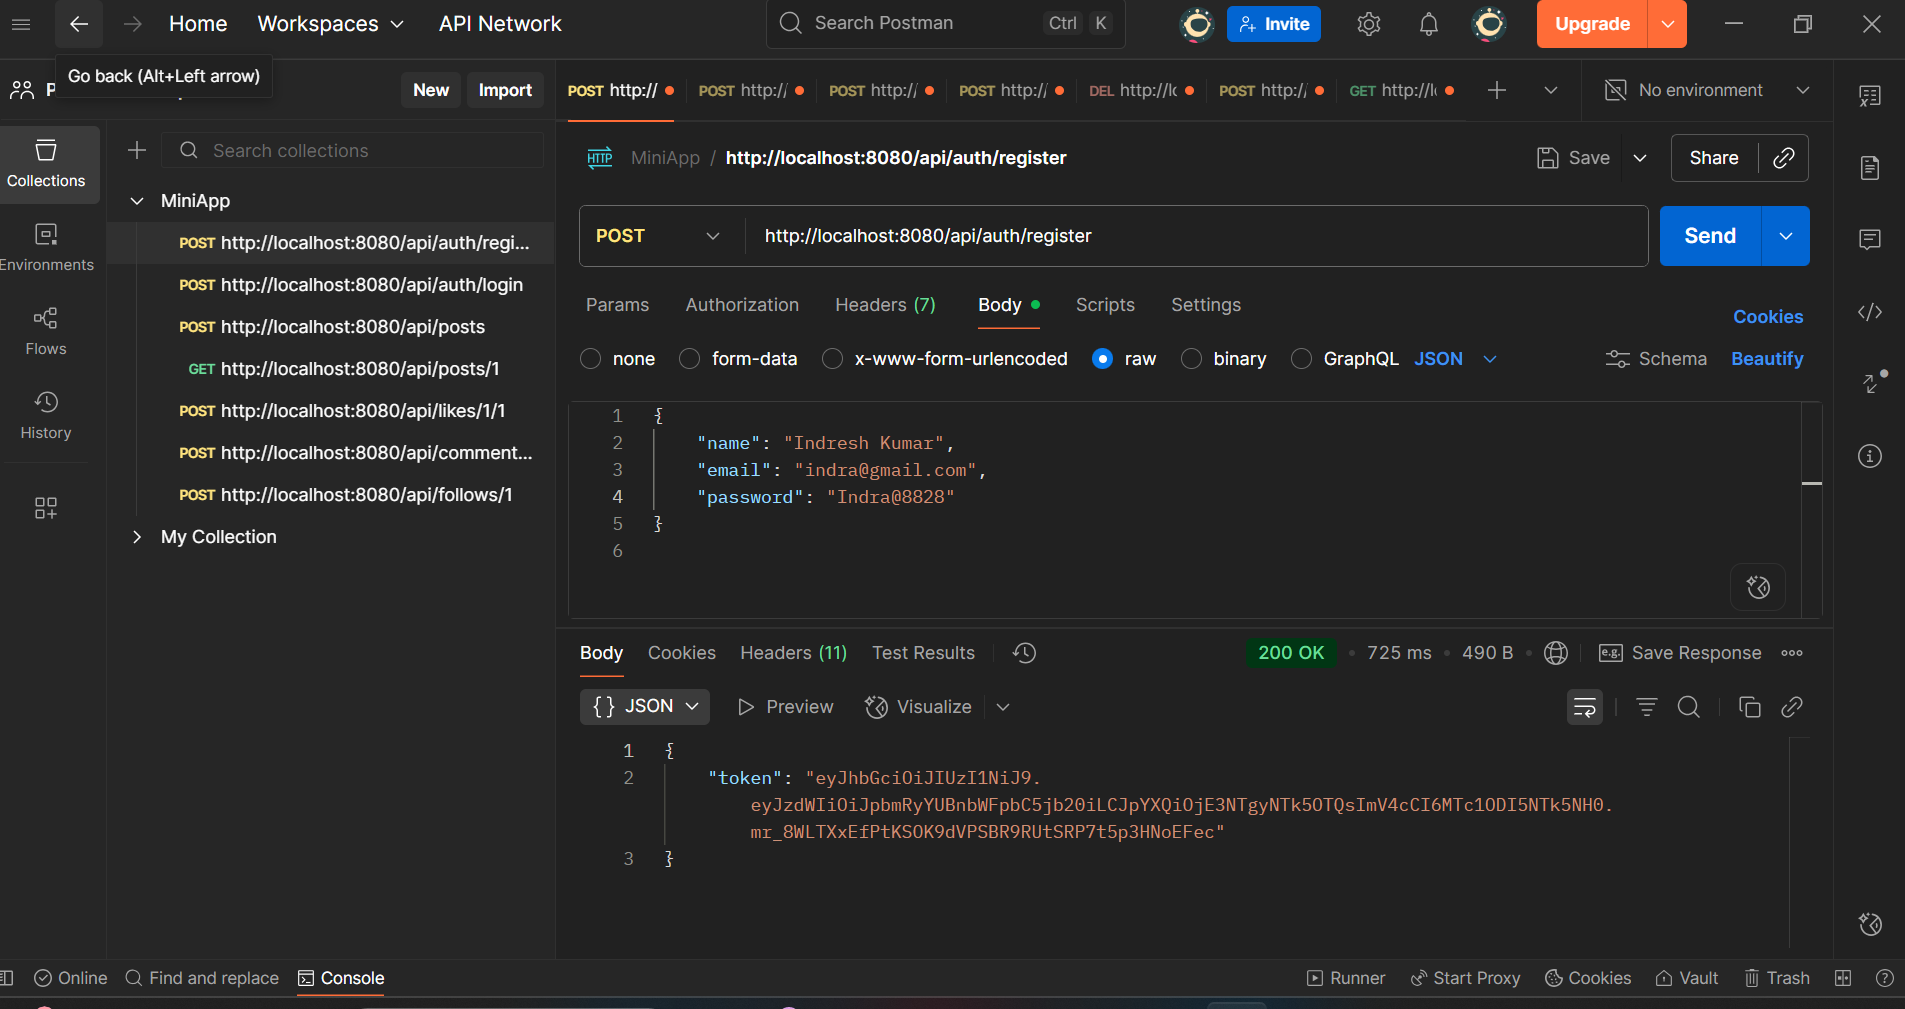 Home
Workspaces
API Network
Search Postman
Ctrl K
Invite
Upgrade
Go back (Alt+Left arrow)
New
Import
POST http://
POST http:/
POST http:/
POST http:/
DEL http://lc
POST http:/
GET http://l
No environment
Collections
Environments
Flows
History
Search collections
MiniApp
POST http://localhost:8080/api/auth/regi...
POST http://localhost:8080/api/auth/login
POST http://localhost:8080/api/posts
GET http://localhost:8080/api/posts/1
POST http://localhost:8080/api/likes/1/1
POST http://localhost:8080/api/comment...
POST http://localhost:8080/api/follows/1
My Collection
HTTP MiniApp / http://localhost:8080/api/auth/register
Save
Share
POST
http://localhost:8080/api/auth/register
Send
Params
Authorization
Headers (7)
Body
Scripts
Settings
Cookies
none
form-data
x-www-form-urlencoded
raw
binary
GraphQL
JSON
Schema
Beautify
1 {
2 "name": "Indresh Kumar",
3 "email": "indra@gmail.com",
4 "password": "Indra@8828"
5 }
6
Body
Cookies
Headers (11)
Test Results
200 OK • 725 ms • 490 B
e.g. Save Response
{} JSON
Preview
Visualize
1 {
2 "token": "eyJhbGciOiJIUzI1NiJ9.
eyJzdWIiOiJpbmRyYUBnbWFpbC5jb20iLCJpYXQiOjE3NTgyNTk5OTQsImV4cCI6MTc1ODI5NTk5NH0.
mr_8WLTXxEfPtKSOK9dVPSBR9RUtSRP7t5p3HNoEFec"
3 }
Online
Find and replace
Console
Runner
Start Proxy
Cookies
Vault
Trash